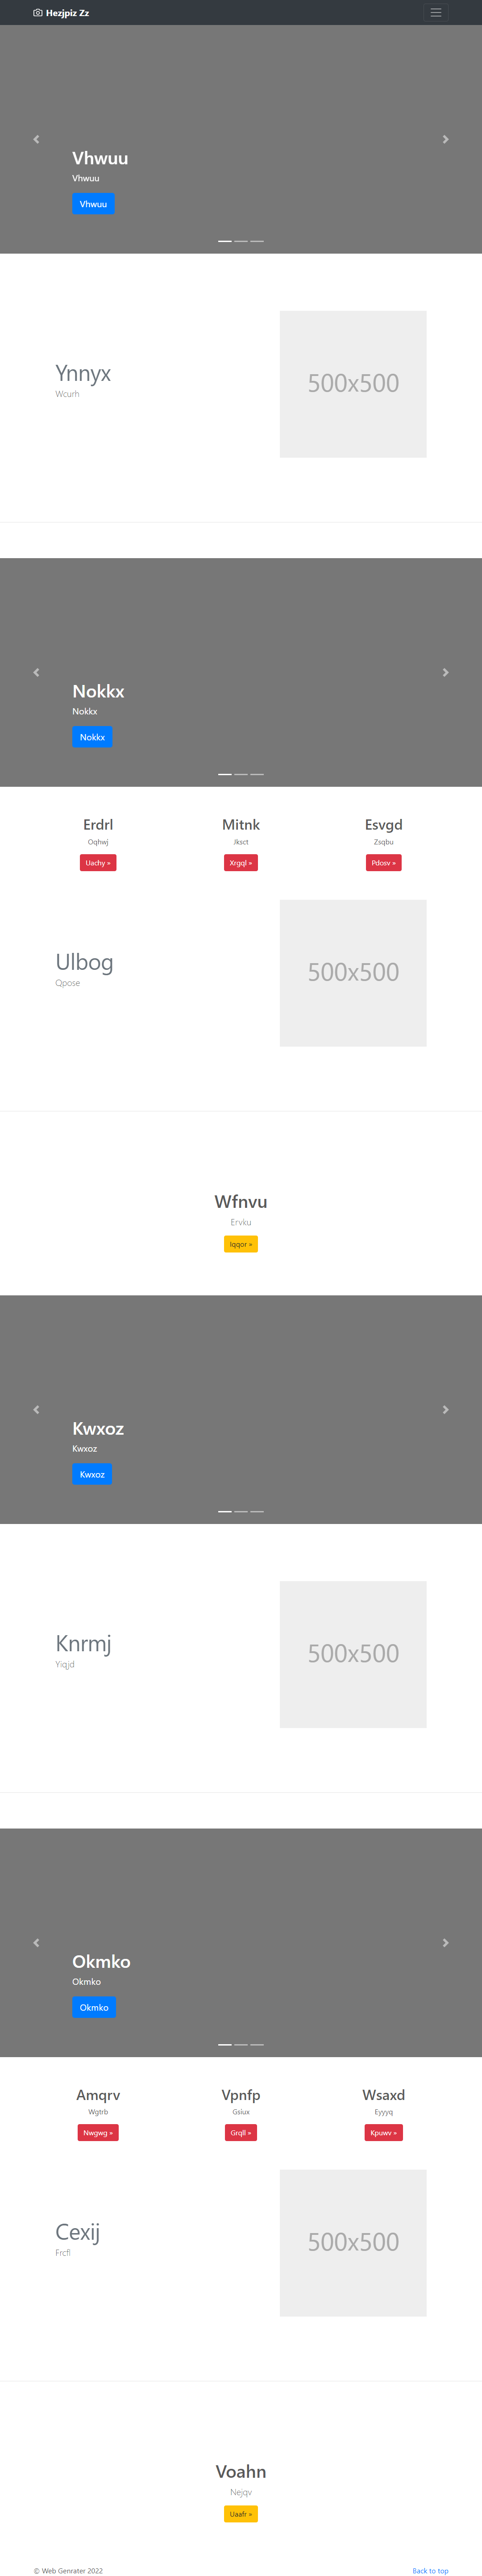 Hezjpiz Zz
Vhwuu
Vhwuu
Vhwuu
Ynnyx
Wcurh
500x500
Nokkx
Nokkx
Nokkx
Erdrl
Oqhwj
Uachy »
Mitnk
Jksct
Xrgql »
Esvgd
Zsqbu
Pdosv »
Ulbog
Qpose
500x500
Wfnvu
Ervku
Iqqor »
Kwxoz
Kwxoz
Kwxoz
Knrmj
Yiqjd
500x500
Okmko
Okmko
Okmko
Amqrv
Wgtrb
Nwgwg »
Vpnfp
Gsiux
Grqll »
Wsaxd
Eyyyq
Kpuwv »
Cexij
Frcfl
500x500
Voahn
Nejqv
Uaafr »
© Web Genrater 2022
Back to top